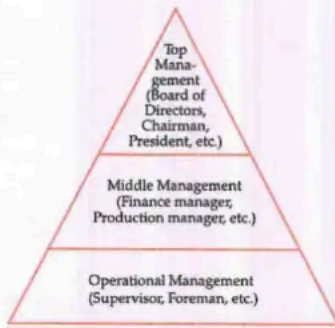 Top
Mana-
gement
(Board of
Directors,
Chairman,
President, etc.)
Middle Management
(Finance manager,
Production manager, etc.)
Operational Management
(Supervisor, Foreman, etc.)